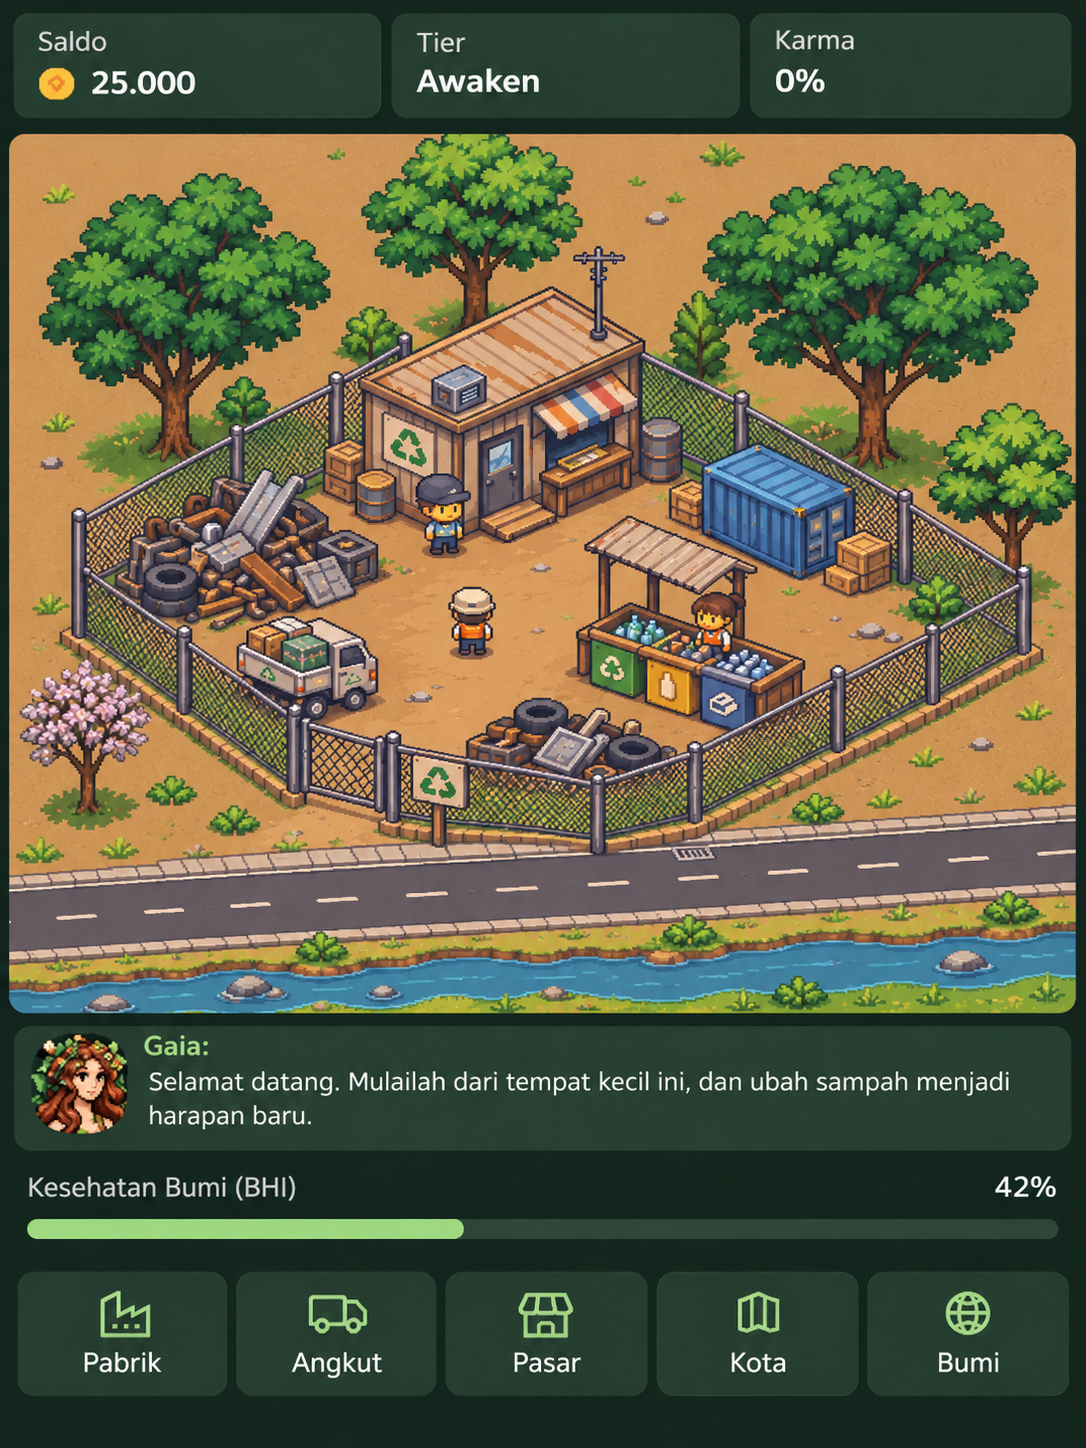 Saldo
25.000
Tier
Awaken
Karma
0%
Gaia:
Selamat datang. Mulailah dari tempat kecil ini, dan ubah sampah menjadi
harapan baru.
Kesehatan Bumi (BHI)
42%
Pabrik
Angkut
Pasar
Kota
Bumi